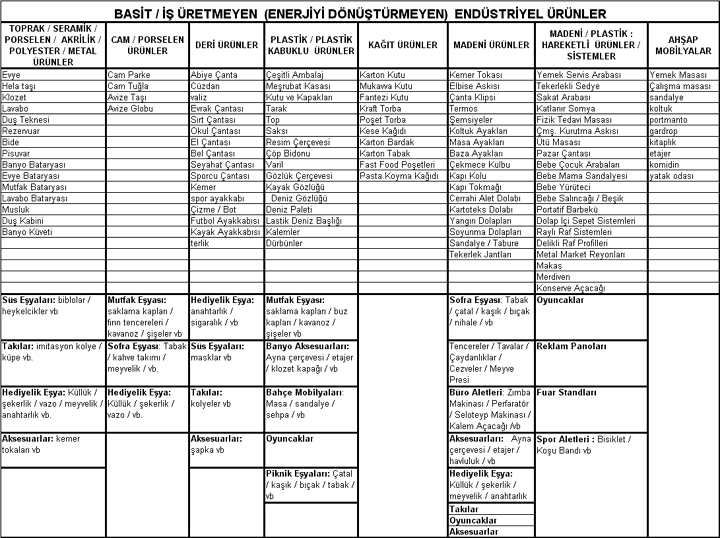 BASİT / İŞ ÜRETMEYEN (ENERJİYİ DÖNÜŞTÜRMEYEN) ENDÜSTRİYEL ÜRÜNLER
TOPRAK / SERAMİK /
PORSELEN / AKRİLİK /
POLYESTER / METAL
ÜRÜNLER
Evye
Hela taşı
Klozet
Lavabo
Duş Teknesi
Rezervuar
Bide
Pisuvar
Banyo Bataryası
Evye Bataryası
Mutfak Bataryası
Lavabo Bataryası
Musluk
Duş Kabini
Banyo Küveti
Süs Eşyaları: biblolar /
heykelcikler
Takılar: imitasyon kolye /
küpe vb.
Hediyelik Eşya: Küllük /
şekerlik / vazo / meyvelik /
anahtarlık vb.
Aksesuarlar: kemer
tokaları vb
CAM / PORSELEN
ÜRÜNLER
Cam Parke
Cam Tuğla
Avize Taşı
Avize Globu
Mutfak Eşyası:
saklama kapları /
fırın tencereleri /
kavanoz / şişeler vb
Sofra Eşyası: Tabak
/ kahve takımı /
meyvelik / vb.
Hediyelik Eşya:
Küllük / şekerlik /
vazo / vb.
DERİ ÜRÜNLER
Abiye Çanta
Cüzdan
valiz
Evrak Çantası
Sırt Çantası
Okul Çantası
El Çantası
Bel Çantası
Seyahat Çantası
Sporcu Çantası
Kemer
spor ayakkabı
Çizme / Bot
Futbol Ayakkabısı
Kayak Ayakkabısı
terlik
Hediyelik Eşya:
anahtarlık /
sigaralık / vb
Süs Eşyaları:
masklar vb
Takılar:
kolyeler vb
Aksesuarlar:
şapka vb
PLASTİK / PLASTİK
KABUKLU ÜRÜNLER
Çeşitli Ambalaj
Meşrubat Kasası
Kutu ve Kapakları
Tarak
Top
Saksı
Resim Çerçevesi
Çöp Bidonu
Varil
Gözlük Çerçevesi
Kayak Gözlüğü
Deniz Gözlüğü
Deniz Paleti
Lastik Deniz Başlığı
Kalemler
Dürbünler
Mutfak Eşyası:
saklama kapları / buz
kapları / kavanoz /
şişeler vb
Banyo Aksesuarları:
Ayna çerçevesi / etajer
/ klozet kapağı / vb
Bahçe Mobilyaları:
Masa / sandalye /
sehpa / vb
Oyuncaklar
Piknik Eşyaları: Çatal
/ kaşık / bıçak / tabak /
vb
KAĞIT ÜRÜNLER
Karton Kutu
Mukawa Kutu
Fantezi Kutu
Kraft Torba
Poşet Torba
Kese Kağıdı
Karton Bardak
Karton Tabak
Fast Food Poşetleri
Pasta Koyma Kağıdı
MADENİ ÜRÜNLER
Kemer Tokası
Elbise Askısı
Çanta Klipsi
Termos
Şemsiyeler
Koltuk Ayakları
Masa Ayakları
Baza Ayakları
Çekmece Kulbu
Kapı Kolu
Kapı Tokmağı
Cerrahi Alet Dolabı
Kartoteks Dolabı
Yangın Dolapları
Soyunma Dolapları
Sandalye / Tabure
Tekerlek Jantları
Sofra Eşyası: Tabak
/ çatal / kaşık / bıçak
/ nihale / vb
Tencereler / Tavalar /
Çaydanlıklar /
Cezveler / Meyve
Presi
Büro Aletleri: Zımba
Makinası / Perfaratör
/ Seloteyp Makinası /
Kalem Açacağı /vb
Aksesuarları: Ayna
çerçevesi / etajer /
havluluk / vb
Hediyelik Eşya:
Küllük / şekerlik /
meyvelik / anahtarlık
Takılar
Oyuncaklar
Aksesuarlar
MADENİ / PLASTİK :
HAREKETLİ ÜRÜNLER /
SİSTEMLER
Yemek Servis Arabası
Tekerlekli Sedye
Sakat Arabası
Katlanır Somya
Fizik Tedavi Masası
Çmş. Kurutma Askısı
Ütü Masası
Pazar Çantası
Bebe Çocuk Arabaları
Bebe Mama Sandalyesi
Bebe Yürüteci
Bebe Salıncağı / Beşik
Portatif Barbekü
Dolap İçi Sepet Sistemleri
Raylı Raf Sistemleri
Delikli Raf Profilleri
Metal Market Reyonları
Makas
Merdiven
Konserve Açacağı
Oyuncaklar
Reklam Panoları
Fuar Standları
Spor Aletleri : Bisiklet /
Koşu Bandı vb
AHŞAP
MOBİLYALAR
Yemek Masası
Çalışma masası
sandalye
koltuk
portmanto
gardrop
kitaplık
etajer
komidin
yatak odası